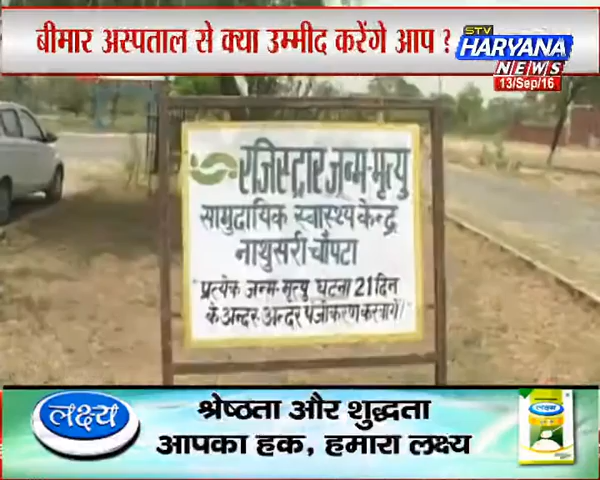 बीमार अस्पताल से क्या उम्मीद करेंगे आप ?
STV
HARYANA
NEWS
13/Sep/16
रजिस्ट्रार जन्म-मृत्यु
सामुदायिक स्वास्थ्य केन्द्र
नाथुसरी चौपटा
"प्रत्येक जन्म-मृत्यु घटना 21 दिन
के अन्दर अन्दर पंजीकरण करवायें।"
लक्ष्य
श्रेष्ठता और शुद्धता
आपका हक, हमारा लक्ष्य